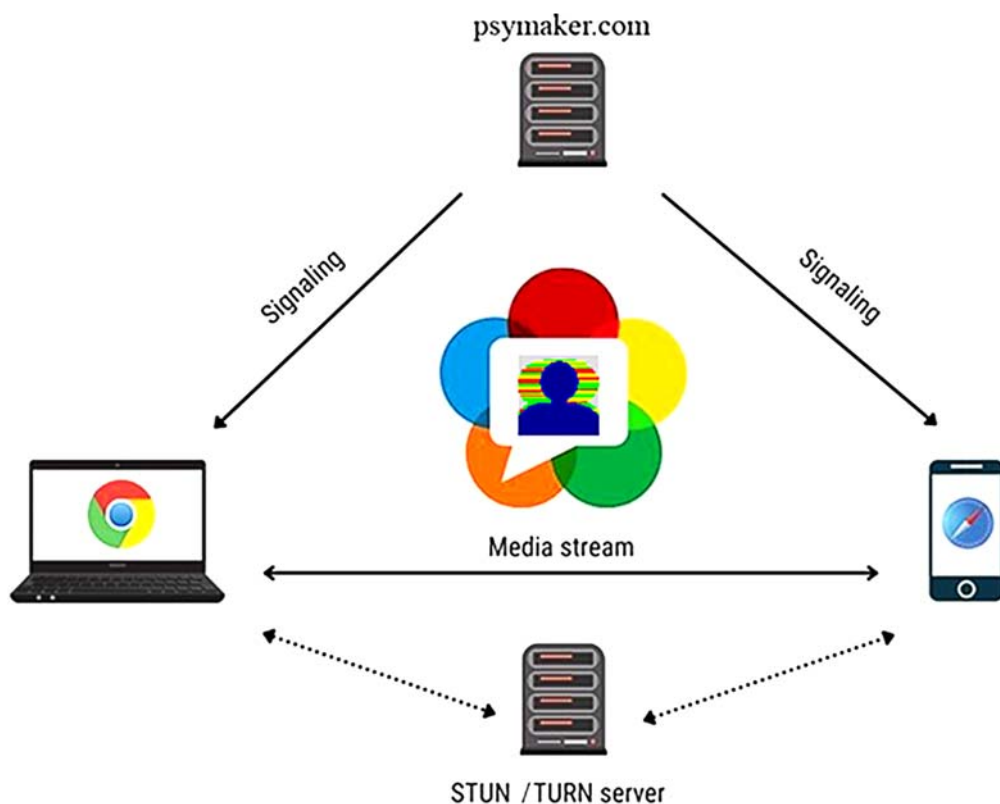 psymaker.com
Signaling
Signaling
Media stream
STUN / TURN server